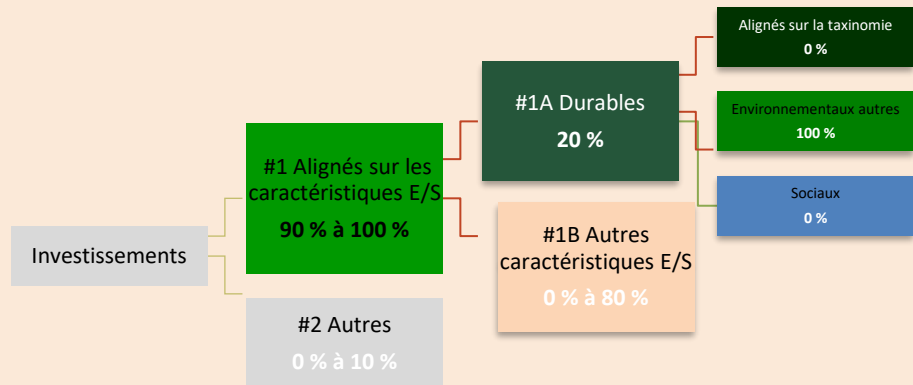 Investissements
#1 Alignés sur les
caractéristiques E/S
90 % à 100 %
#2 Autres
0 % à 10 %
#1A Durables
20 %
#1B Autres
caractéristiques E/S
0 % à 80 %
Alignés sur la taxinomie
0 %
Environnementaux autres
100 %
Sociaux
0 %